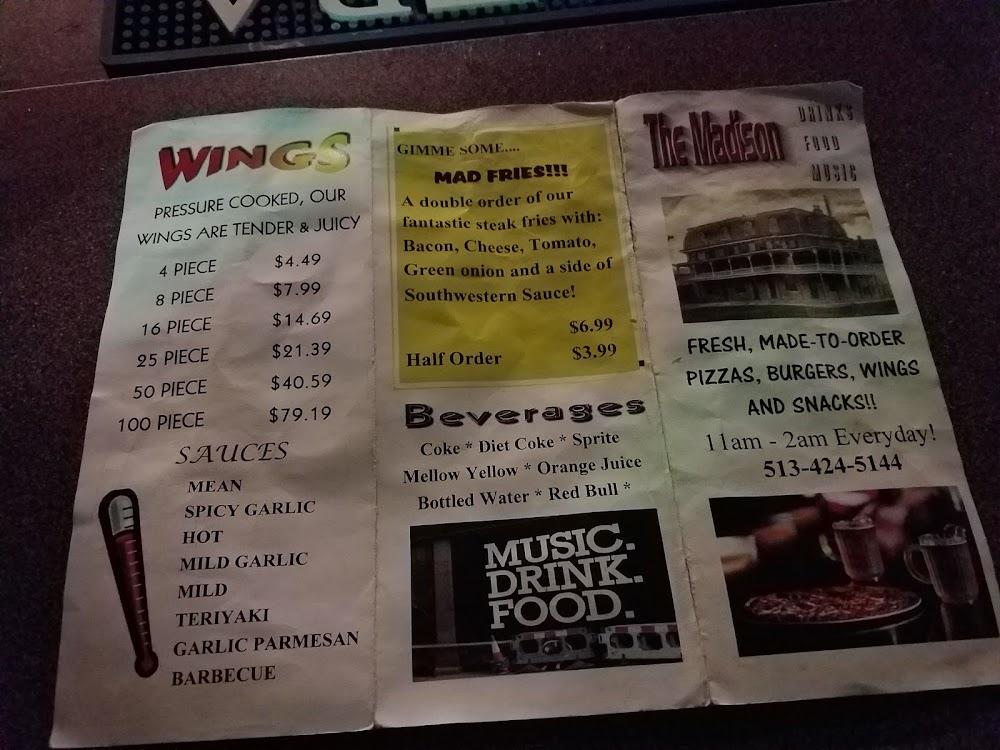 WINGS
PRESSURE COOKED, OUR
WINGS ARE TENDER & JUICY
4 PIECE $4.49
8 PIECE $7.99
16 PIECE $14.69
25 PIECE $21.39
50 PIECE $40.59
100 PIECE $79.19
SAUCES
MEAN
SPICY GARLIC
HOT
MILD GARLIC
MILD
TERIYAKI
GARLIC PARMESAN
BARBECUE
GIMME SOME....
MAD FRIES!!!
A double order of our
fantastic steak fries with:
Bacon, Cheese, Tomato,
Green onion and a side of
Southwestern Sauce!
$6.99
Half Order $3.99
Beverages
Coke * Diet Coke * Sprite
Mellow Yellow * Orange Juice
Bottled Water * Red Bull *
MUSIC.
DRINK.
FOOD.
The Madison
DRINKS
FOOD
MUSIC
FRESH, MADE-TO-ORDER
PIZZAS, BURGERS, WINGS
AND SNACKS!!
11am - 2am Everyday!
513-424-5144